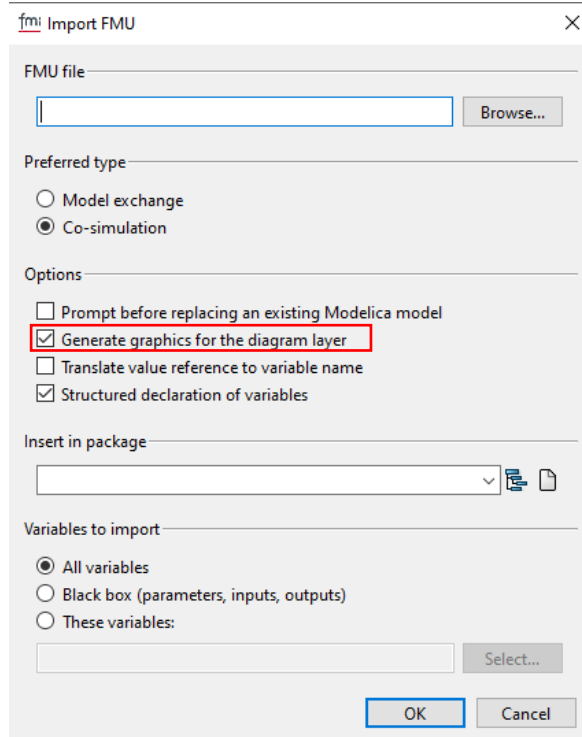 fmi Import FMU
FMU file
Browse...
Preferred type
Model exchange
Co-simulation
Options
Prompt before replacing an existing Modelica model
Generate graphics for the diagram layer
Translate value reference to variable name
Structured declaration of variables
Insert in package
Variables to import
All variables
Black box (parameters, inputs, outputs)
These variables:
Select...
OK Cancel